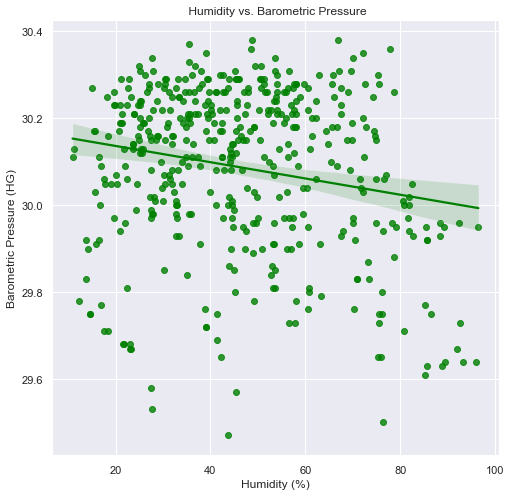 Humidity vs. Barometric Pressure
30.4
30.2
30.0
29.8
29.6
Barometric Pressure (HG)
20 40 60 80 100
Humidity (%)